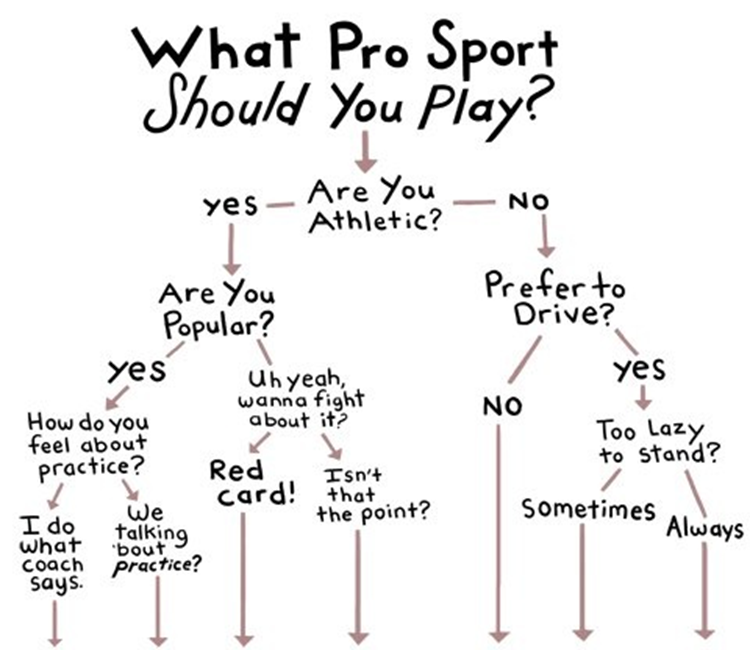 What Pro Sport
Should You Play?
Are You
Athletic?
yes
No
Are You
Popular?
Prefer to
Drive?
yes
Uh yeah,
wanna fight
about it?
NO
yes
How do you
feel about
practice?
Too Lazy
to stand?
Red
card!
Isn't
that
the point?
Sometimes
Always
I do
what
coach
says.
We
talking
'bout
practice?